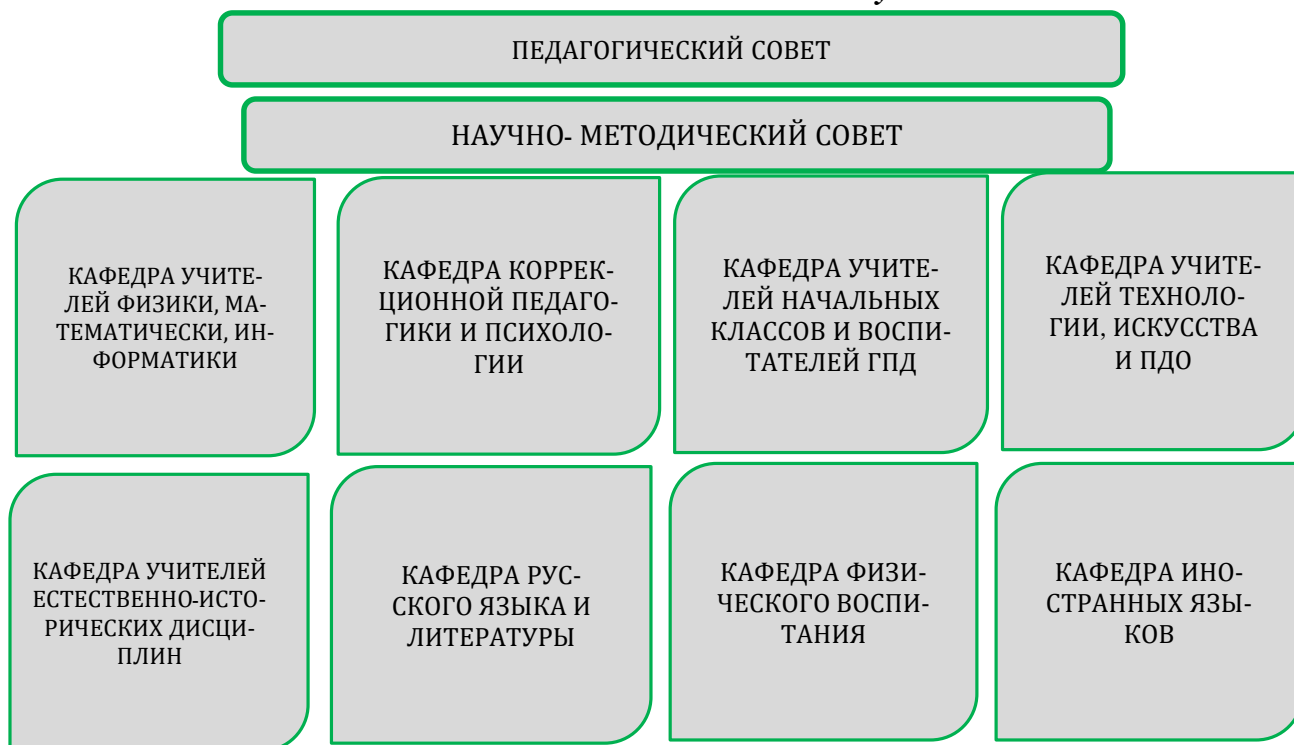 ПЕДАГОГИЧЕСКИЙ СОВЕТ
НАУЧНО- МЕТОДИЧЕСКИЙ СОВЕТ
КАФЕДРА УЧИТЕ-
ЛЕЙ ФИЗИКИ, МА-
ТЕМАТИЧЕСКИ, ИН-
ФОРМАТИКИ
КАФЕДРА КОРРЕК-
ЦИОННОЙ ПЕДАГО-
ГИКИ И ПСИХОЛО-
ГИИ
КАФЕДРА УЧИТЕ-
ЛЕЙ НАЧАЛЬНЫХ
КЛАССОВ И ВОСПИ-
ТАТЕЛЕЙ ГПД
КАФЕДРА УЧИТЕ-
ЛЕЙ ТЕХНОЛО-
ГИИ, ИСКУССТВА
И ПДО
КАФЕДРА УЧИТЕЛЕЙ
ЕСТЕСТВЕННО-ИСТО-
РИЧЕСКИХ ДИСЦИ-
ПЛИН
КАФЕДРА РУС-
СКОГО ЯЗЫКА И
ЛИТЕРАТУРЫ
КАФЕДРА ФИЗИ-
ЧЕСКОГО ВОСПИ-
ТАНИЯ
КАФЕДРА ИНО-
СТРАННЫХ ЯЗЫ-
КОВ